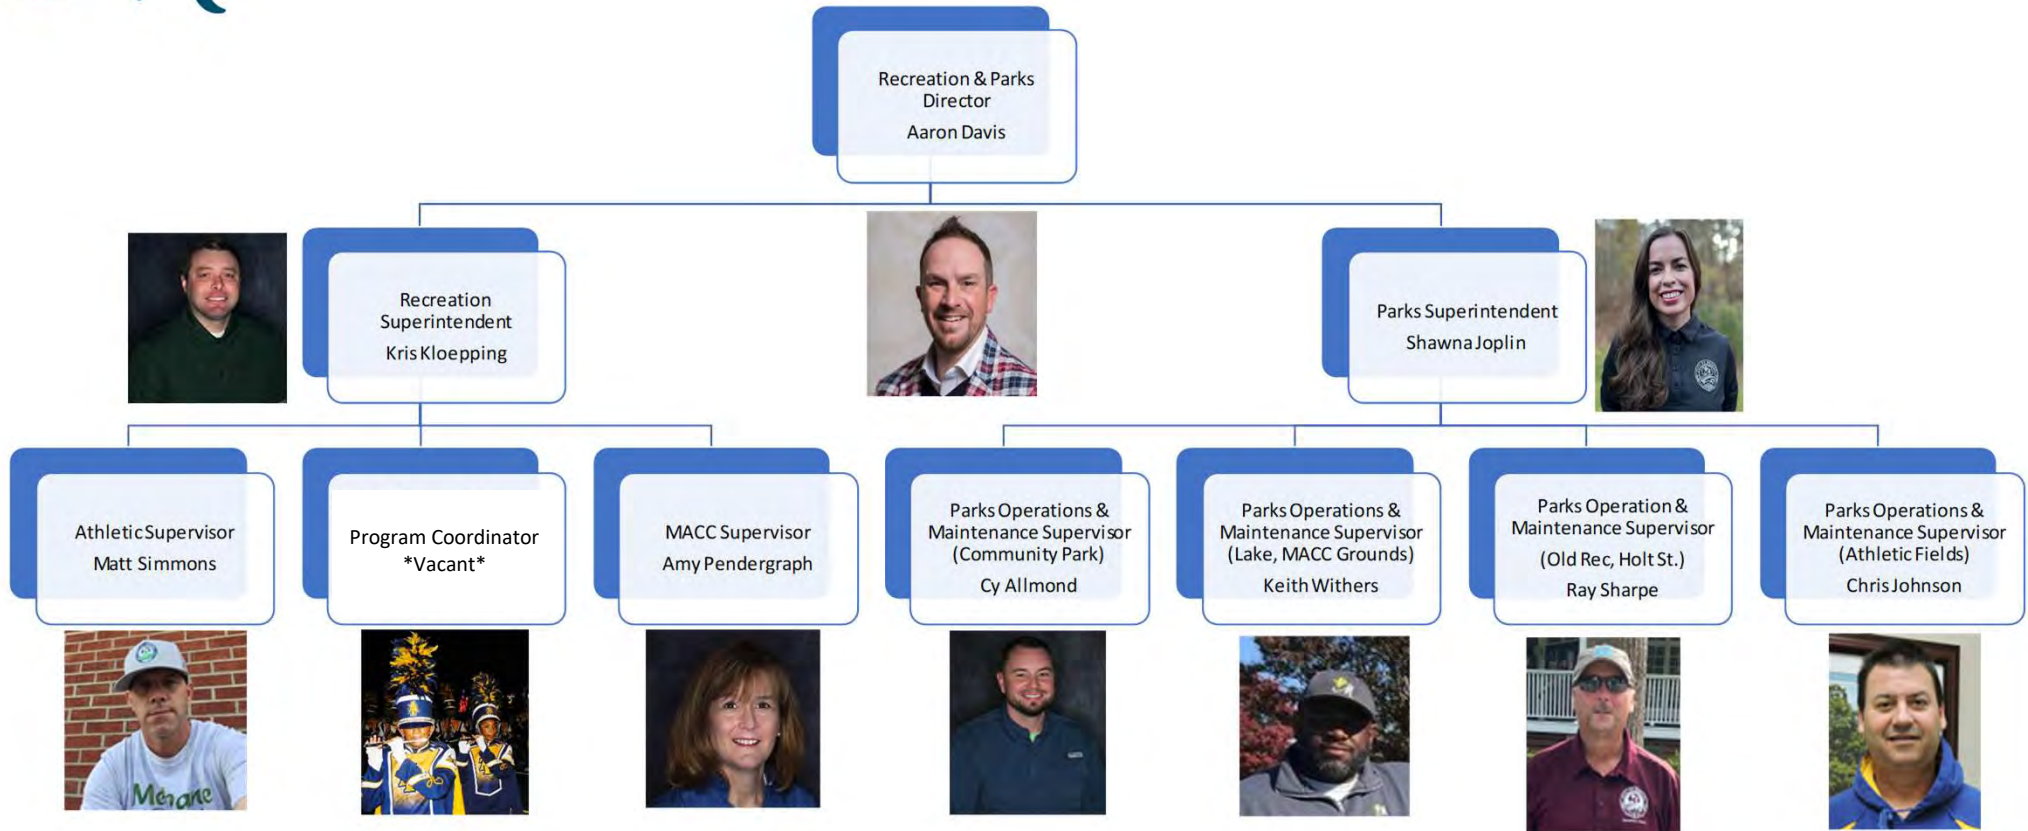 Recreation & Parks
Director
Aaron Davis
Recreation
Superintendent
Kris Kloepping
Parks Superintendent
Shawna Joplin
Athletic Supervisor
Matt Simmons
Program Coordinator
*Vacant*
MACC Supervisor
Amy Pendergraph
Parks Operations &
Maintenance Supervisor
(Community Park)
Cy Allmond
Parks Operations &
Maintenance Supervisor
(Lake, MACC Grounds)
Keith Withers
Parks Operation &
Maintenance Supervisor
(Old Rec, Holt St.)
Ray Sharpe
Parks Operations &
Maintenance Supervisor
(Athletic Fields)
Chris Johnson